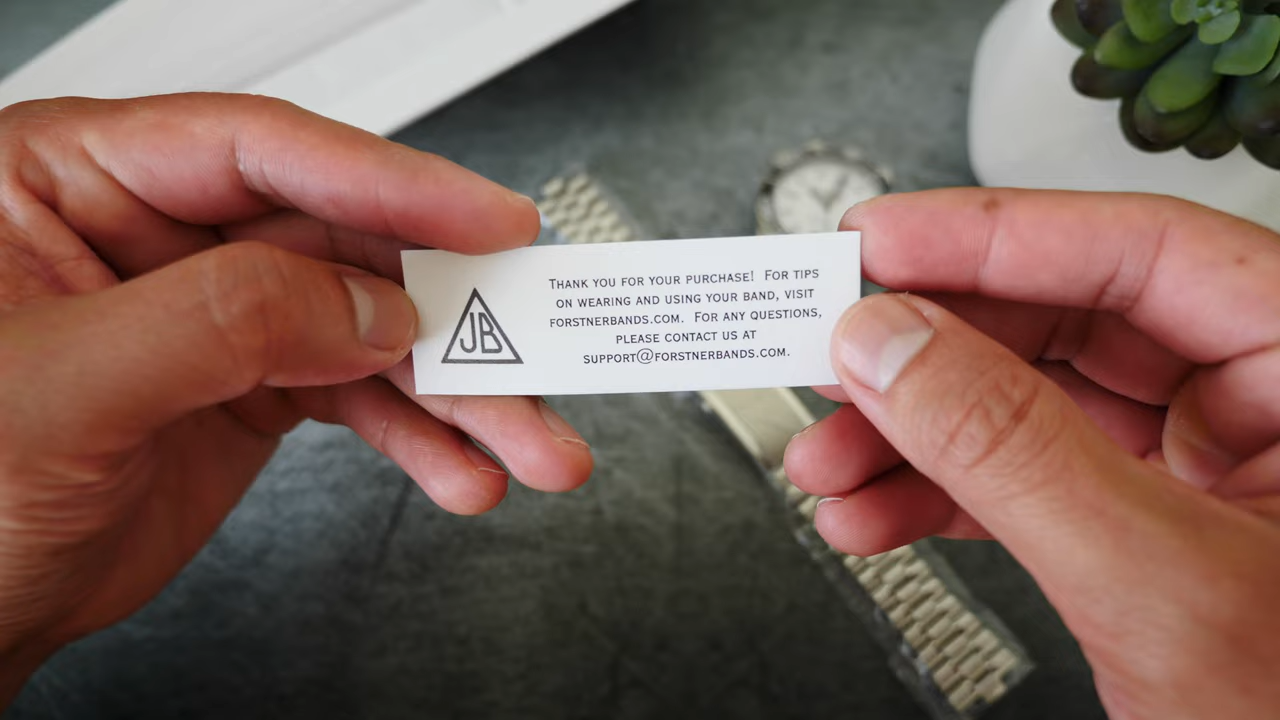 JB
Thank you for your purchase!  For tips
on wearing and using your band, visit
forstnerbands.com.  For any questions,
please contact us at
support@forstnerbands.com.